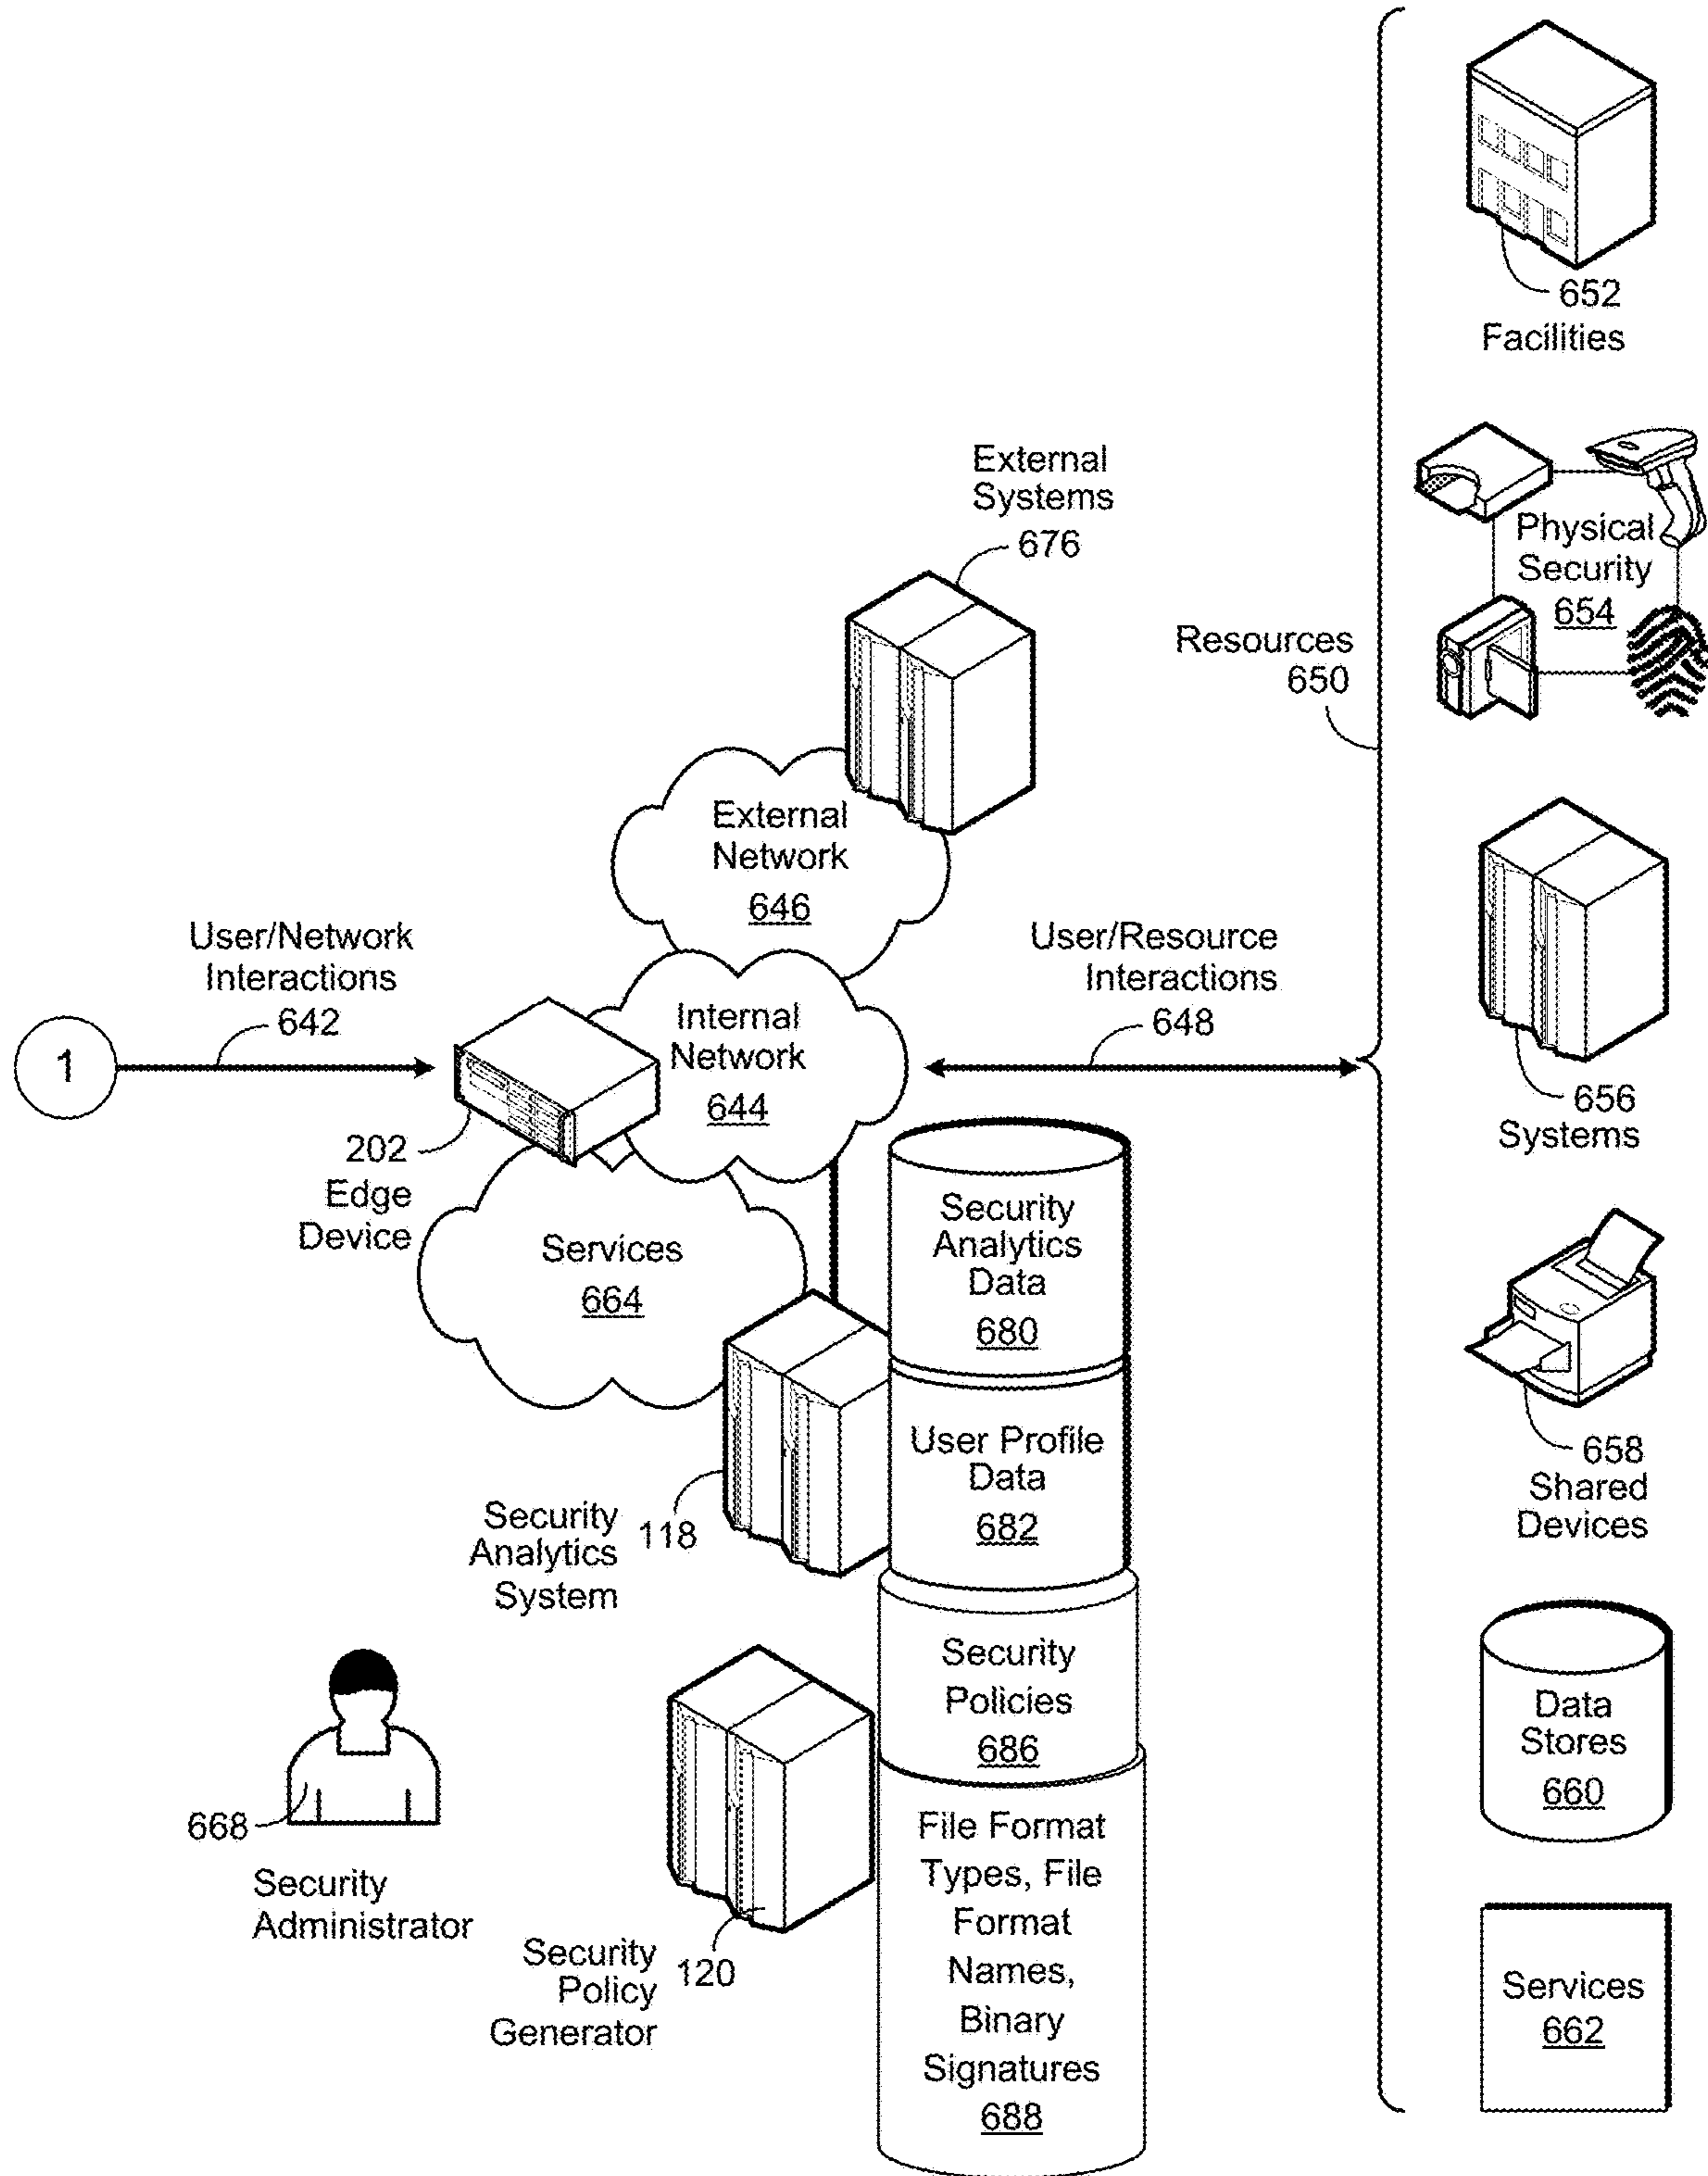 652
Facilities
External
Systems
676
Physical
Security
654
Resources
650
External
Network
646
User/Network
Interactions
642
User/Resource
Interactions
648
1
Internal
Network
644
202
Edge
Device
656
Systems
Services
664
Security
Analytics
Data
680
User Profile
Data
682
658
Shared
Devices
Security
Analytics
System
118
Security
Policies
686
Data
Stores
660
668
Security
Administrator
File Format
Types, File
Format
Names,
Binary
Signatures
688
Security
Policy
Generator
120
Services
662